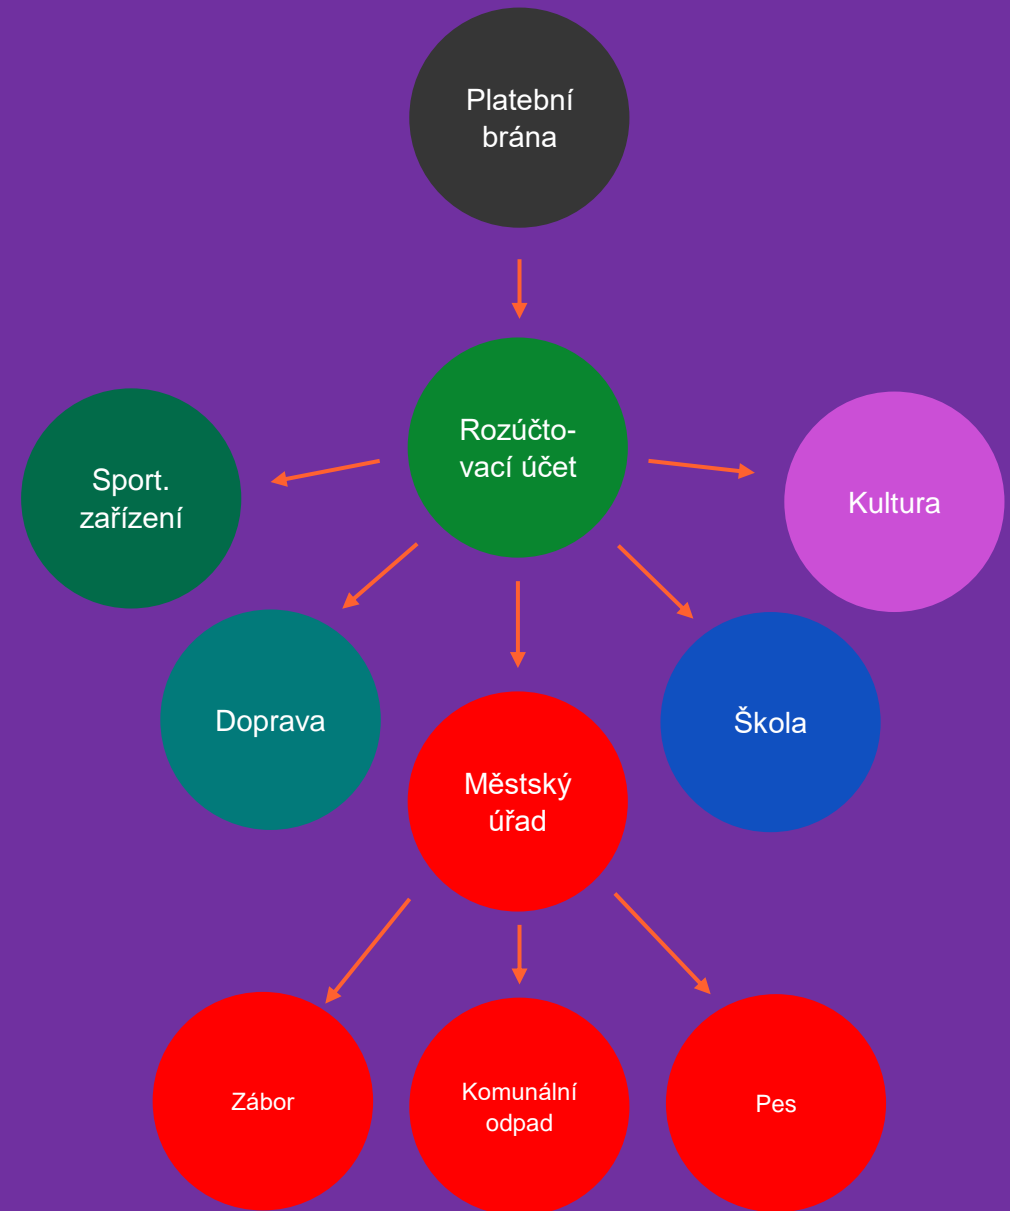 Platební
brána
Rozúčto-
vací účet
Sport.
zařízení
Kultura
Doprava
Škola
Městský
úřad
Zábor
Komunální
odpad
Pes